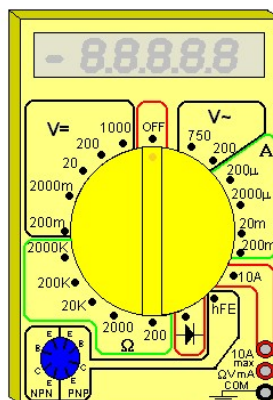 -8.8.8.8.8
V= 1000 OFF 750 V~
200 200 A
20 200µ
2000m 2000µ
200m 20m
2000K 200m
200K 10A
20K hFE
2000 200
Ω
E E
B B
C C
E E
NPN PNP
10A
max
ΩVmA
COM